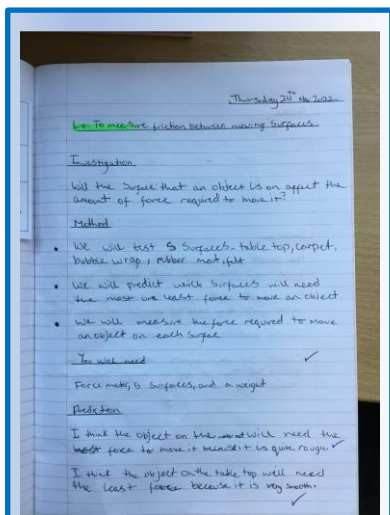 Thursday 24th 2022
L.O: To measure friction between moving surfaces.
Investigation
Will the surface that an object is on affect the
amount of force required to move it?
Method
• We will test 5 surfaces - table top, carpet,
bubble wrap, rubber mat, felt
• We will predict which surfaces will need
the most and least force to move an object
• We will measure the force required to move
an object on each surface
You will need
Force meter, 5 surfaces, and a weight
Prediction
I think the object on the will need the
most force to move it because it is quite rough.
I think the object on the table top will need
the least force because it is very smooth.